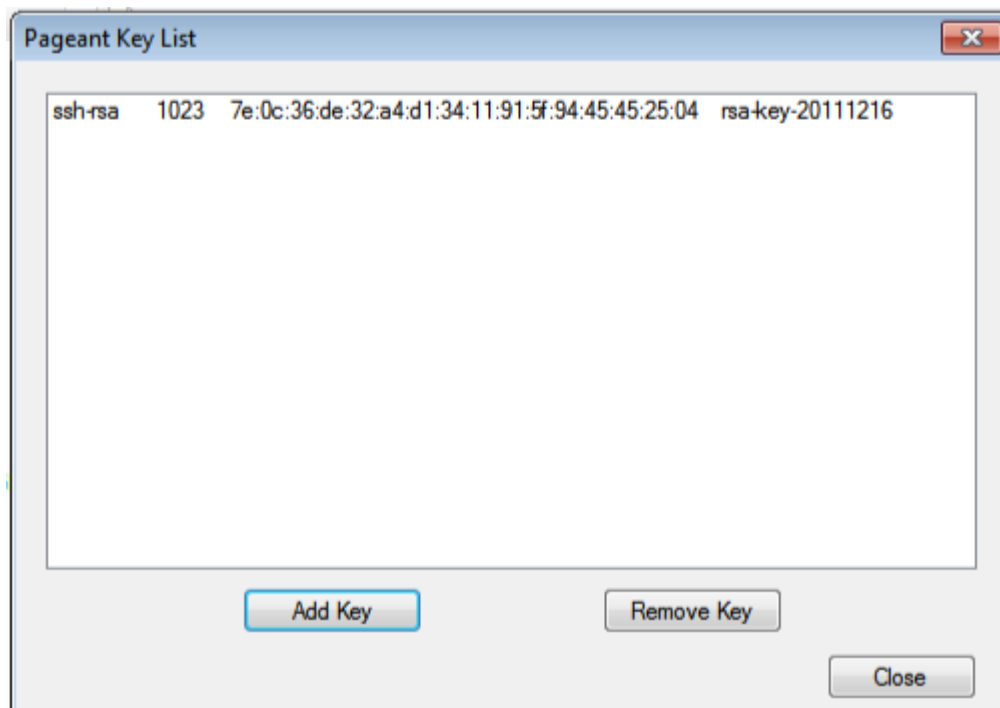 Pageant Key List
ssh-rsa 1023 7e:0c:36:de:32:a4:d1:34:11:91:5f:94:45:45:25:04 rsa-key-20111216
Add Key Remove Key
Close